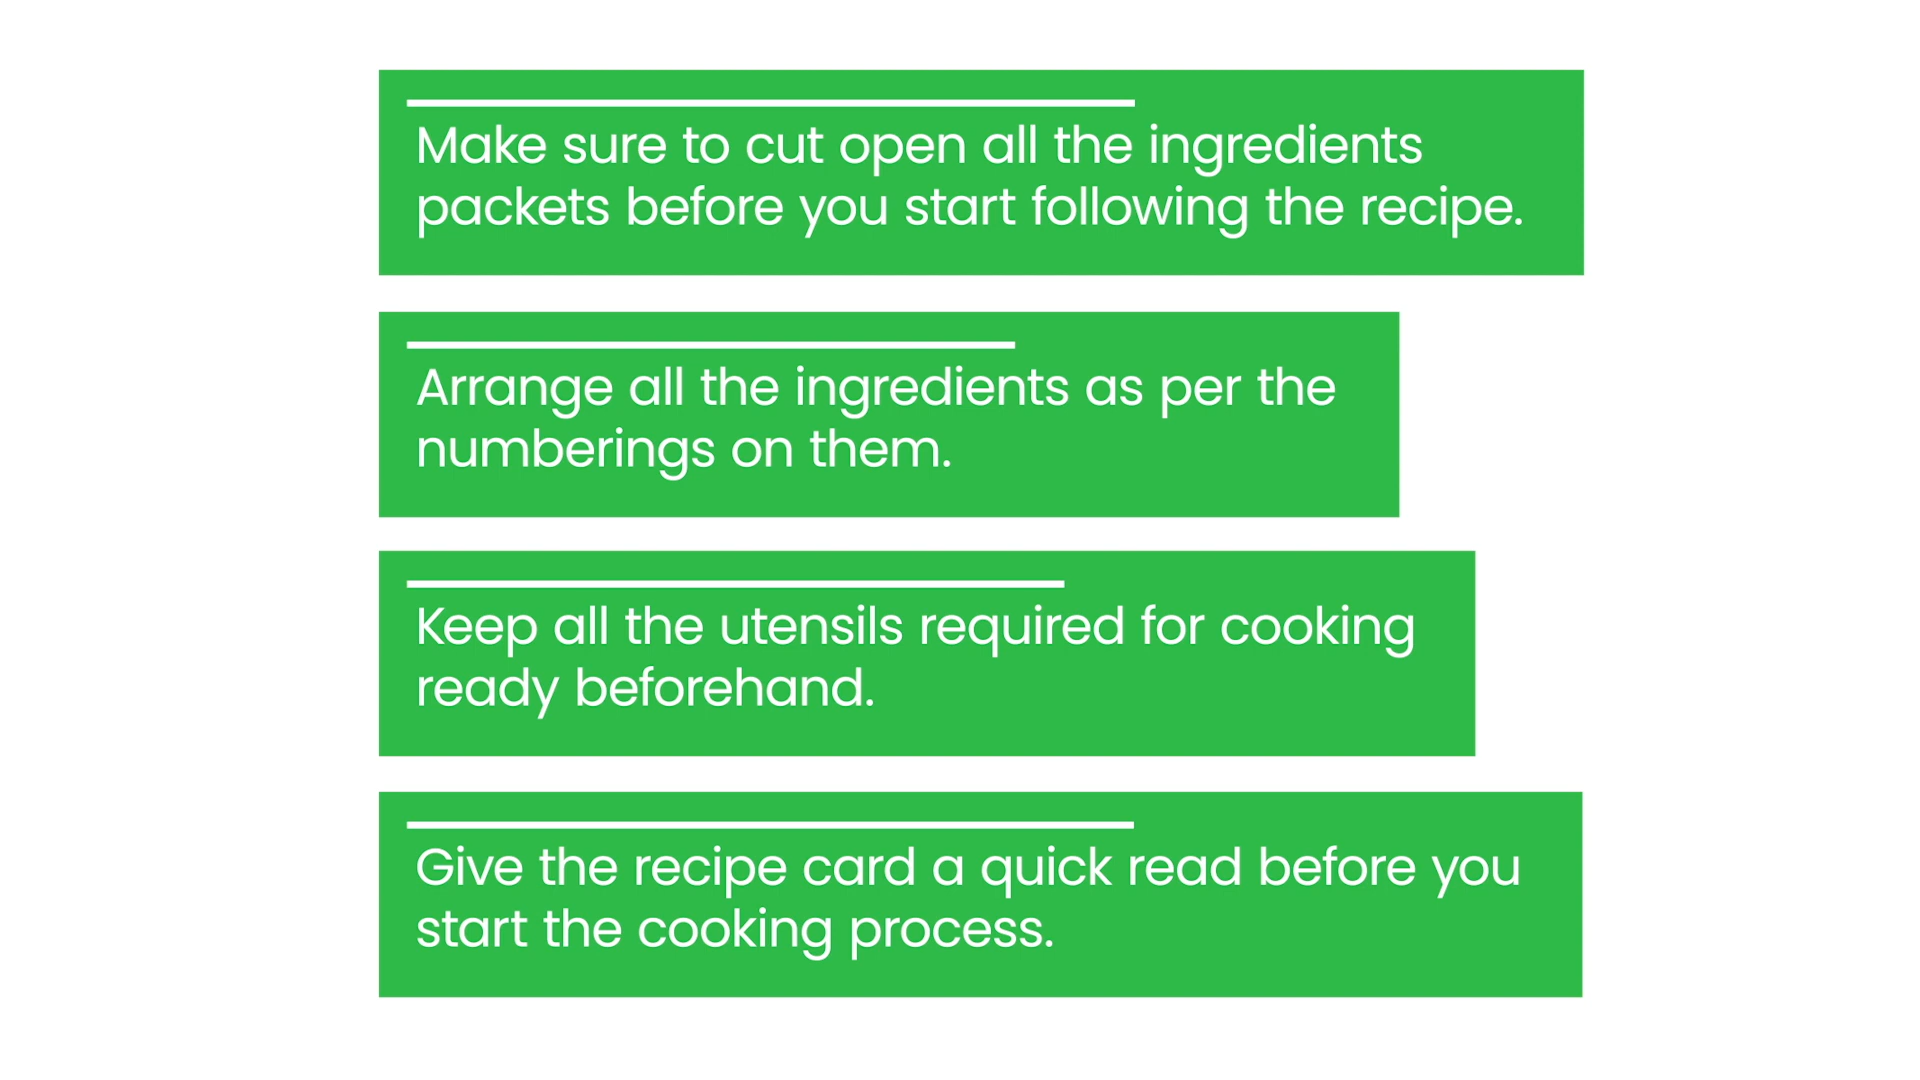 Make sure to cut open all the ingredients
packets before you start following the recipe.
Arrange all the ingredients as per the
numberings on them.
Keep all the utensils required for cooking
ready beforehand.
Give the recipe card a quick read before you
start the cooking process.